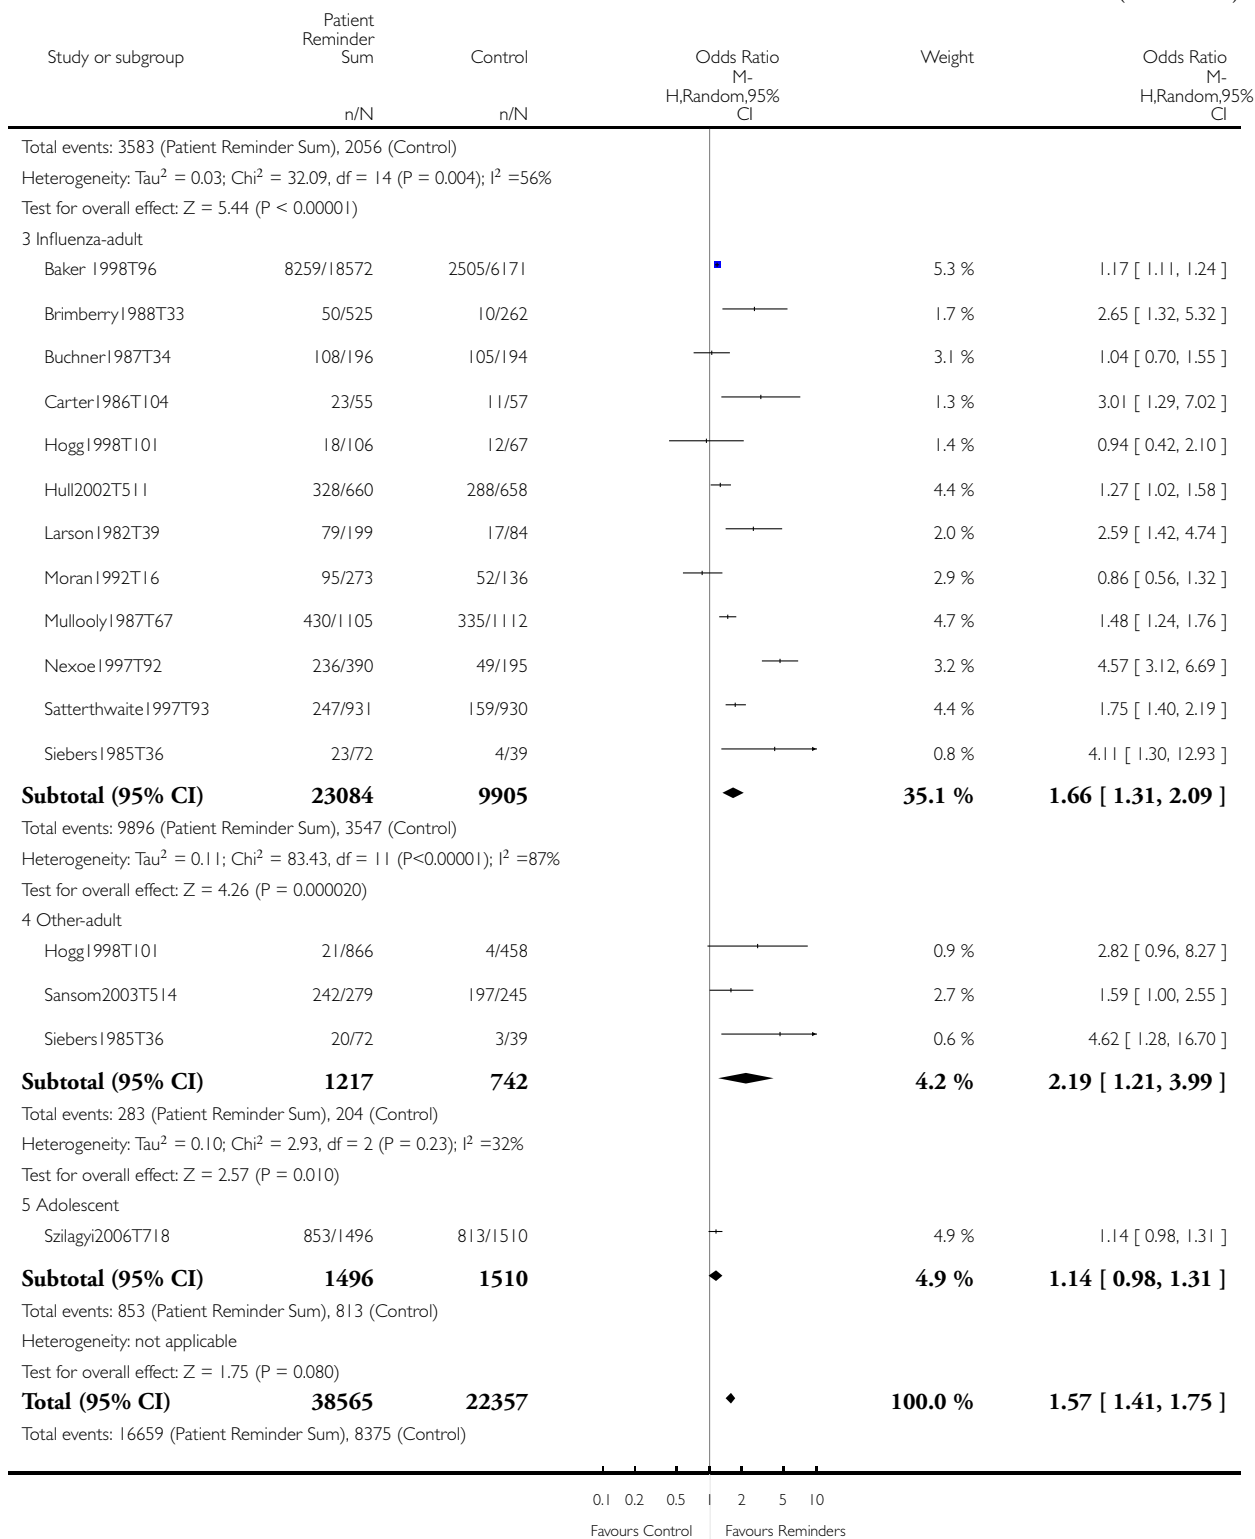 Patient
Reminder
Study or subgroup Sum Control Odds Ratio Weight Odds Ratio
M- M-
H,Random,95% H,Random,95%
n/N n/N CI CI
Total events: 3583 (Patient Reminder Sum), 2056 (Control)
Heterogeneity: Tau² = 0.03; Chi² = 32.09, df = 14 (P = 0.004); I² =56%
Test for overall effect: Z = 5.44 (P < 0.00001)
3 Influenza-adult
Baker 1998T96 8259/18572 2505/6171 5.3 % 1.17 [ 1.11, 1.24 ]
Brimberry1988T33 50/525 10/262 1.7 % 2.65 [ 1.32, 5.32 ]
Buchner1987T34 108/196 105/194 3.1 % 1.04 [ 0.70, 1.55 ]
Carter1986T104 23/55 11/57 1.3 % 3.01 [ 1.29, 7.02 ]
Hogg1998T101 18/106 12/67 1.4 % 0.94 [ 0.42, 2.10 ]
Hull2002T511 328/660 288/658 4.4 % 1.27 [ 1.02, 1.58 ]
Larson1982T39 79/199 17/84 2.0 % 2.59 [ 1.42, 4.74 ]
Moran1992T16 95/273 52/136 2.9 % 0.86 [ 0.56, 1.32 ]
Mullooly1987T67 430/1105 335/1112 4.7 % 1.48 [ 1.24, 1.76 ]
Nexoe1997T92 236/390 49/195 3.2 % 4.57 [ 3.12, 6.69 ]
Satterthwaite1997T93 247/931 159/930 4.4 % 1.75 [ 1.40, 2.19 ]
Siebers1985T36 23/72 4/39 0.8 % 4.11 [ 1.30, 12.93 ]
Subtotal (95% CI) 23084 9905 35.1 % 1.66 [ 1.31, 2.09 ]
Total events: 9896 (Patient Reminder Sum), 3547 (Control)
Heterogeneity: Tau² = 0.11; Chi² = 83.43, df = 11 (P<0.00001); I² =87%
Test for overall effect: Z = 4.26 (P = 0.000020)
4 Other-adult
Hogg1998T101 21/866 4/458 0.9 % 2.82 [ 0.96, 8.27 ]
Sansom2003T514 242/279 197/245 2.7 % 1.59 [ 1.00, 2.55 ]
Siebers1985T36 20/72 3/39 0.6 % 4.62 [ 1.28, 16.70 ]
Subtotal (95% CI) 1217 742 4.2 % 2.19 [ 1.21, 3.99 ]
Total events: 283 (Patient Reminder Sum), 204 (Control)
Heterogeneity: Tau² = 0.10; Chi² = 2.93, df = 2 (P = 0.23); I² =32%
Test for overall effect: Z = 2.57 (P = 0.010)
5 Adolescent
Szilagyi2006T718 853/1496 813/1510 4.9 % 1.14 [ 0.98, 1.31 ]
Subtotal (95% CI) 1496 1510 4.9 % 1.14 [ 0.98, 1.31 ]
Total events: 853 (Patient Reminder Sum), 813 (Control)
Heterogeneity: not applicable
Test for overall effect: Z = 1.75 (P = 0.080)
Total (95% CI) 38565 22357 100.0 % 1.57 [ 1.41, 1.75 ]
Total events: 16659 (Patient Reminder Sum), 8375 (Control)
0.1 0.2 0.5 1 2 5 10
Favours Control Favours Reminders